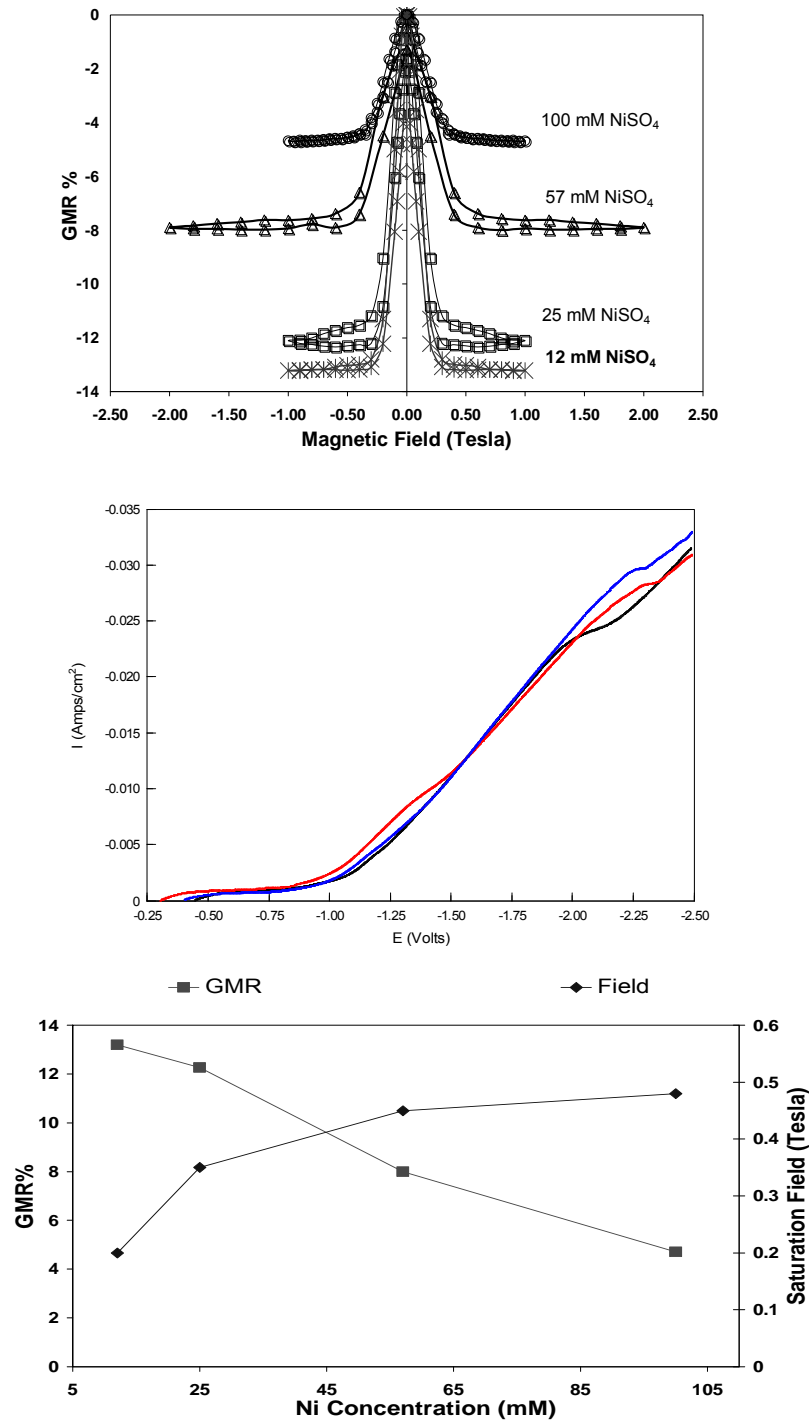 0
-2
-4
-6
-8
-10
-12
-14
GMR %
100 mM NiSO₄
57 mM NiSO₄
25 mM NiSO₄
12 mM NiSO₄
-2.50 -2.00 -1.50 -1.00 -0.50 0.00 0.50 1.00 1.50 2.00 2.50
Magnetic Field (Tesla)
-0.035
-0.030
-0.025
-0.020
-0.015
-0.010
-0.005
0
I (Amps/cm²)
-0.25 -0.50 -0.75 -1.00 -1.25 -1.50 -1.75 -2.00 -2.25 -2.50
E (Volts)
GMR Field
14 0.6
12 0.5
10 0.4
8 0.3
6 0.2
4 0.1
2 0
0
GMR%
Saturation Field (Tesla)
5 25 45 65 85 105
Ni Concentration (mM)